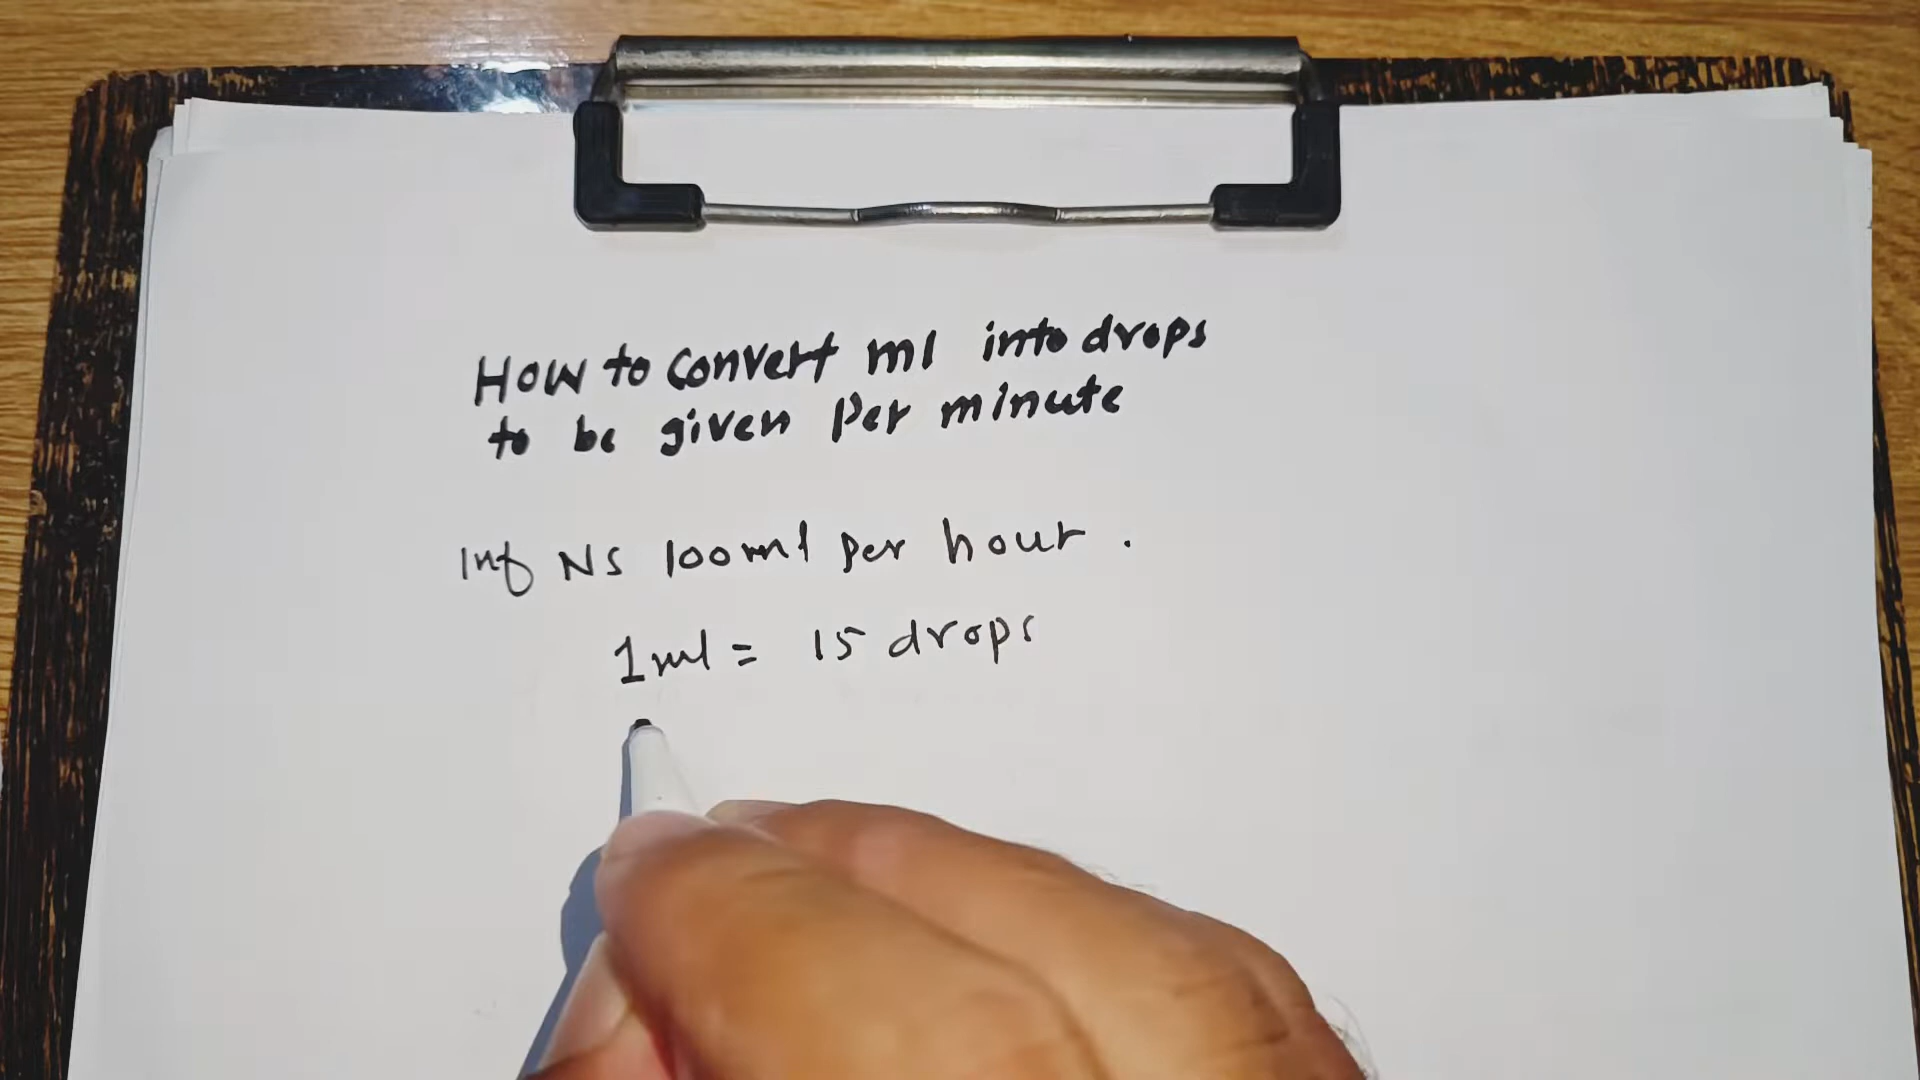 How to convert ml into drops
to be given per minute
Inf NS 100ml per hour.
1ml = 15 drops